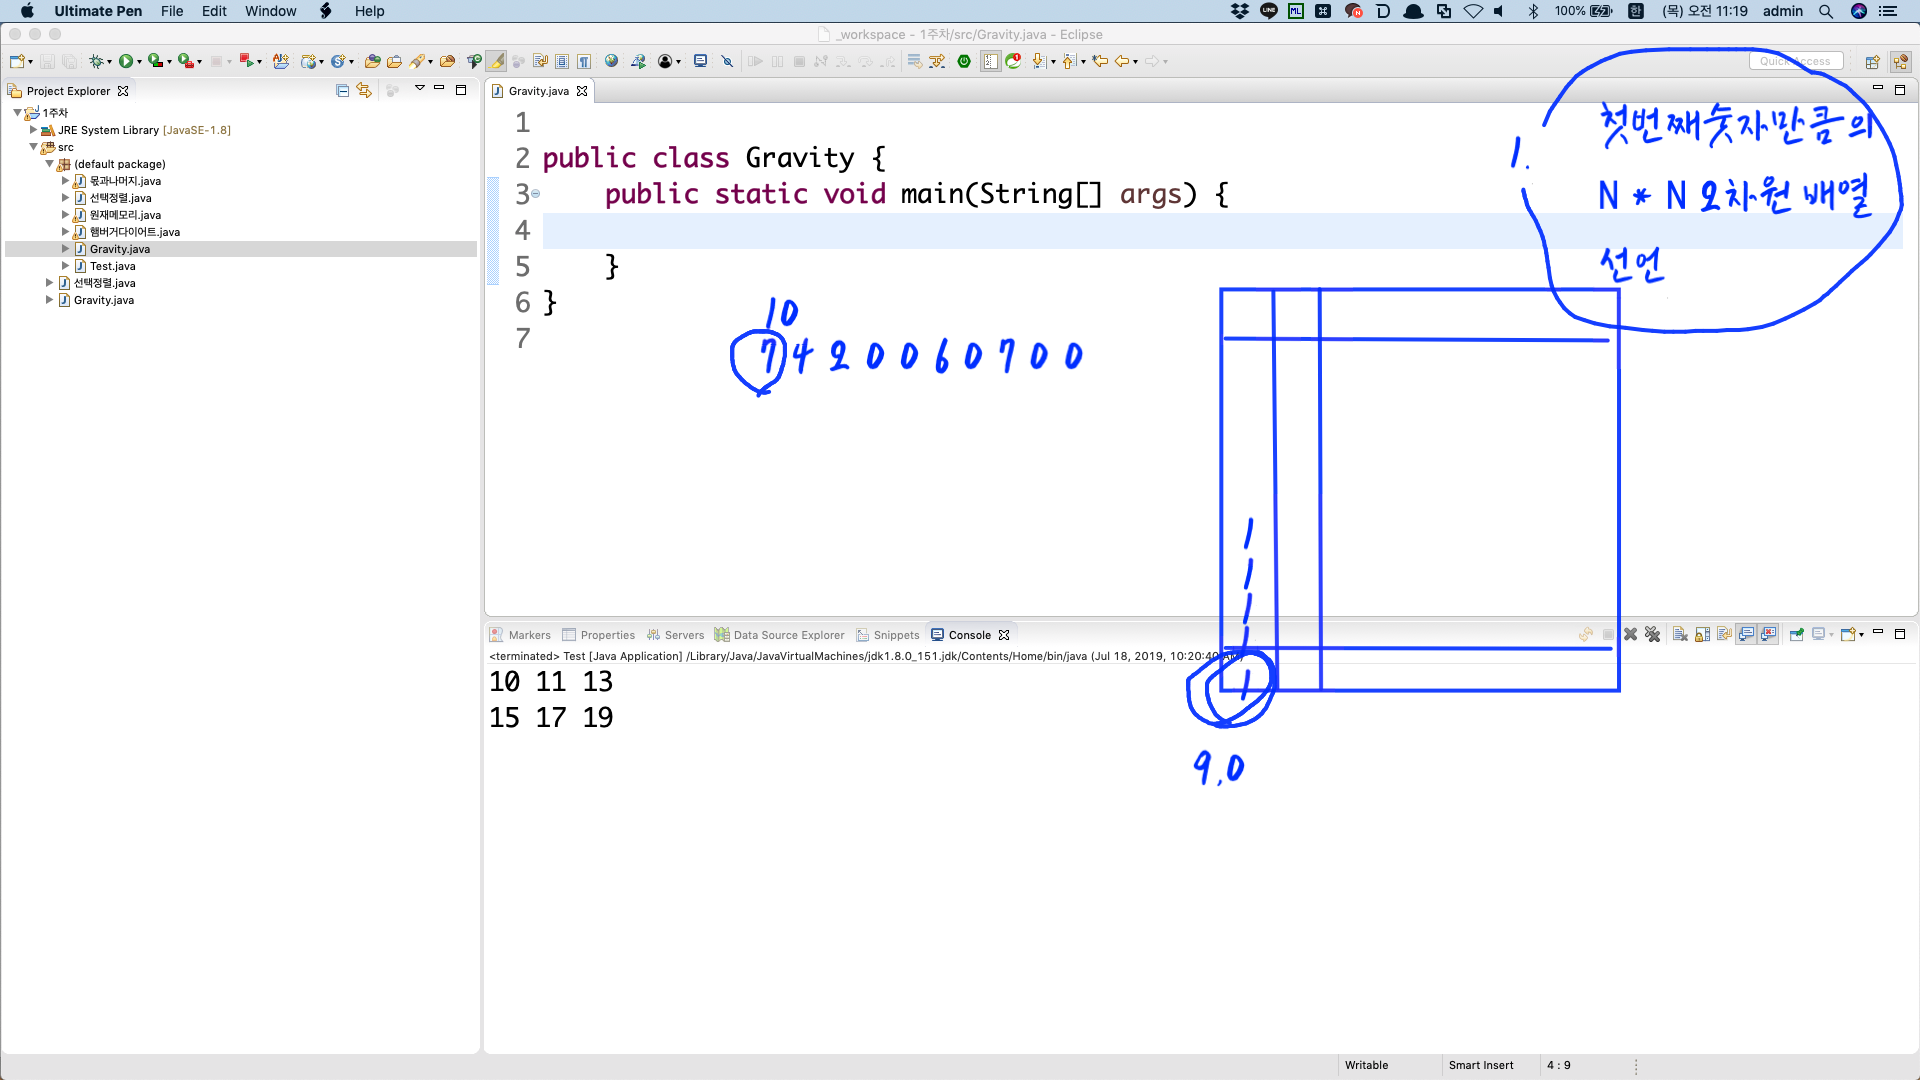 Ultimate Pen File Edit Window Help
100% 한 (목) 오전 11:19 admin
_workspace - 1주차/src/Gravity.java - Eclipse
Quick Access
Project Explorer
1주차
JRE System Library [JavaSE-1.8]
src
(default package)
몫과나머지.java
선택정렬.java
원재메모리.java
햄버거다이어트.java
Gravity.java
Test.java
선택정렬.java
Gravity.java
Gravity.java
1
2 public class Gravity {
3 public static void main(String[] args) {
4
5 }
6 }
7
1. 첫번째숫자만큼의
N * N 2차원 배열
선언
10
7 4 2 0 0 6 0 7 0 0
1
1
1
1
1
9,0
Markers Properties Servers Data Source Explorer Snippets Console
<terminated> Test [Java Application] /Library/Java/JavaVirtualMachines/jdk1.8.0_151.jdk/Contents/Home/bin/java (Jul 18, 2019, 10:20:40
10 11 13
15 17 19
Writable Smart Insert 4 : 9